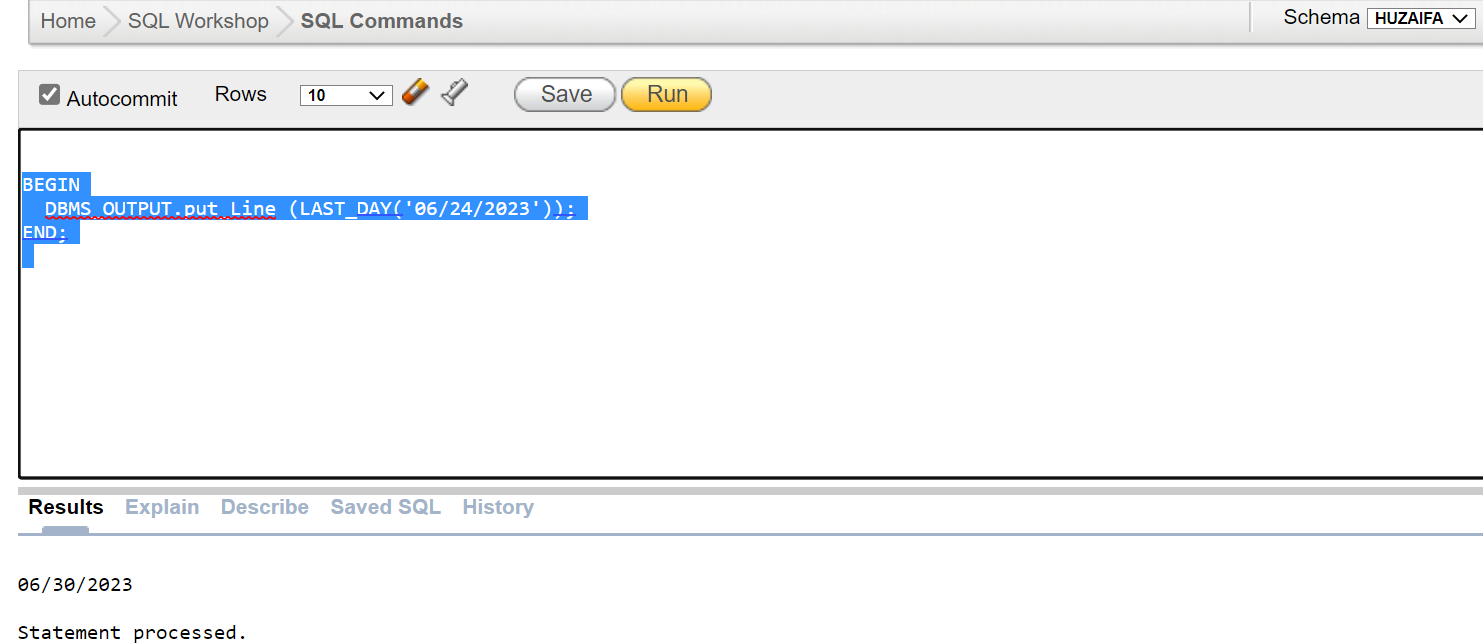 Home SQL Workshop SQL Commands Schema HUZAIFA
Autocommit Rows 10 Save Run
BEGIN
DBMS_OUTPUT.put_Line (LAST_DAY('06/24/2023'));
END;
Results Explain Describe Saved SQL History
06/30/2023
Statement processed.